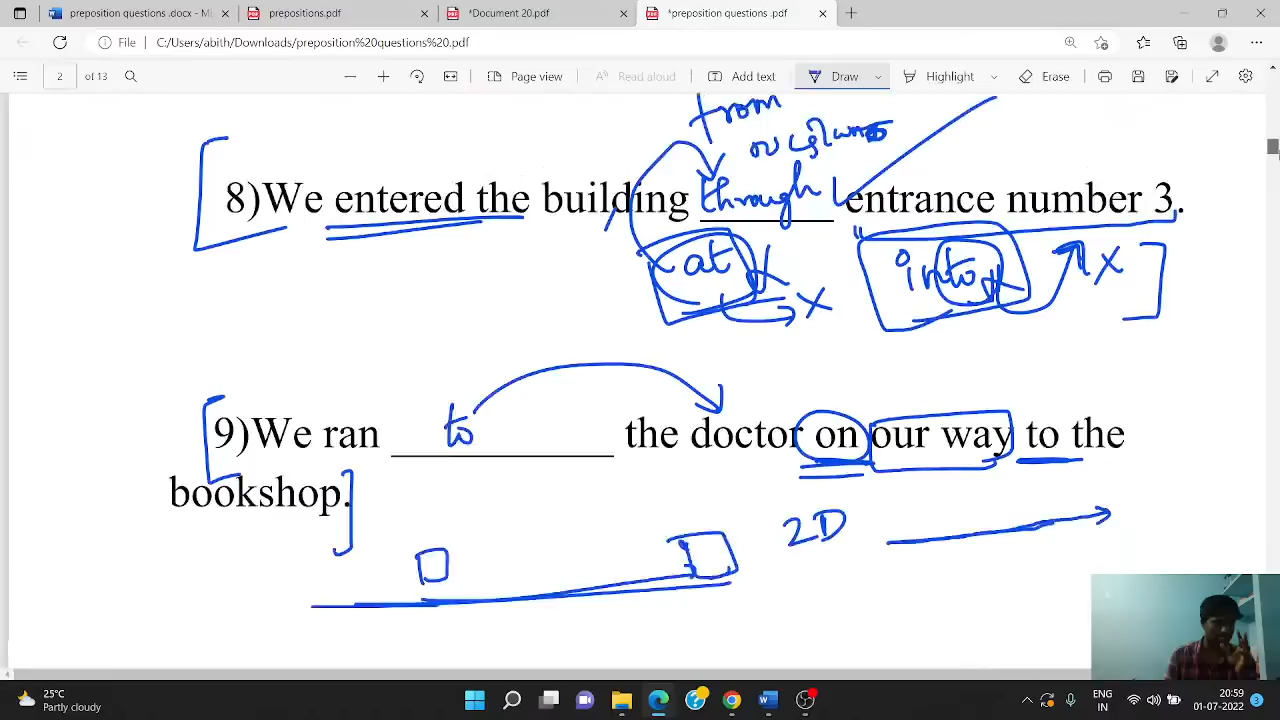 preposition questions .docx - Mi
prepositions.pdf
*Document 20.pdf
*preposition questions .pdf
File C:/Users/abith/Downloads/preposition%20questions%20.pdf
2 of 13 Page view Read aloud Add text Draw Highlight Erase
from
8)We entered the building through entrance number 3.
at X into X
X
9)We ran to the doctor on our way to the
bookshop.
2D
25°C
Partly cloudy
ENG
IN
20:59
01-07-2022
3